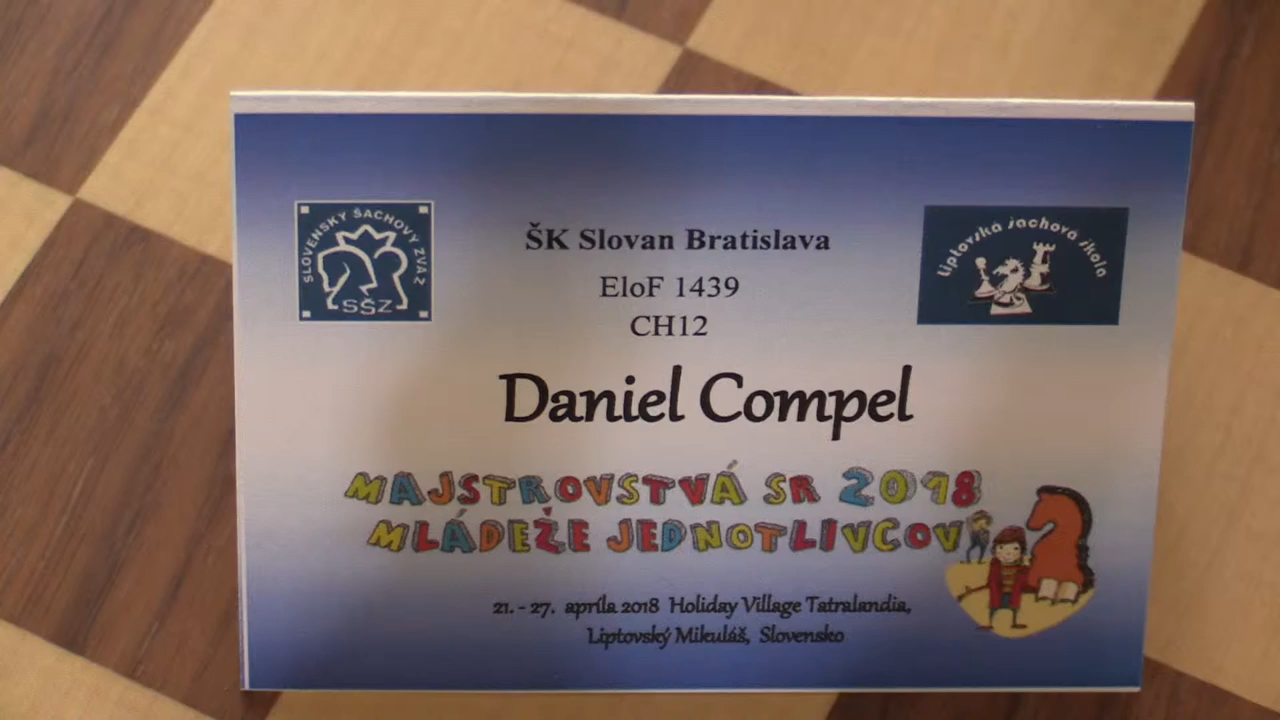 SLOVENSKÝ ŠACHOVÝ ZVÄZ
SŠZ
ŠK Slovan Bratislava
EloF 1439
CH12
Liptovská šachová škola
Daniel Compel
MAJSTROVSTVÁ SR 2018
MLÁDEŽE JEDNOTLIVCOV
21. - 27. apríla 2018 Holiday Village Tatralandia,
Liptovský Mikuláš, Slovensko